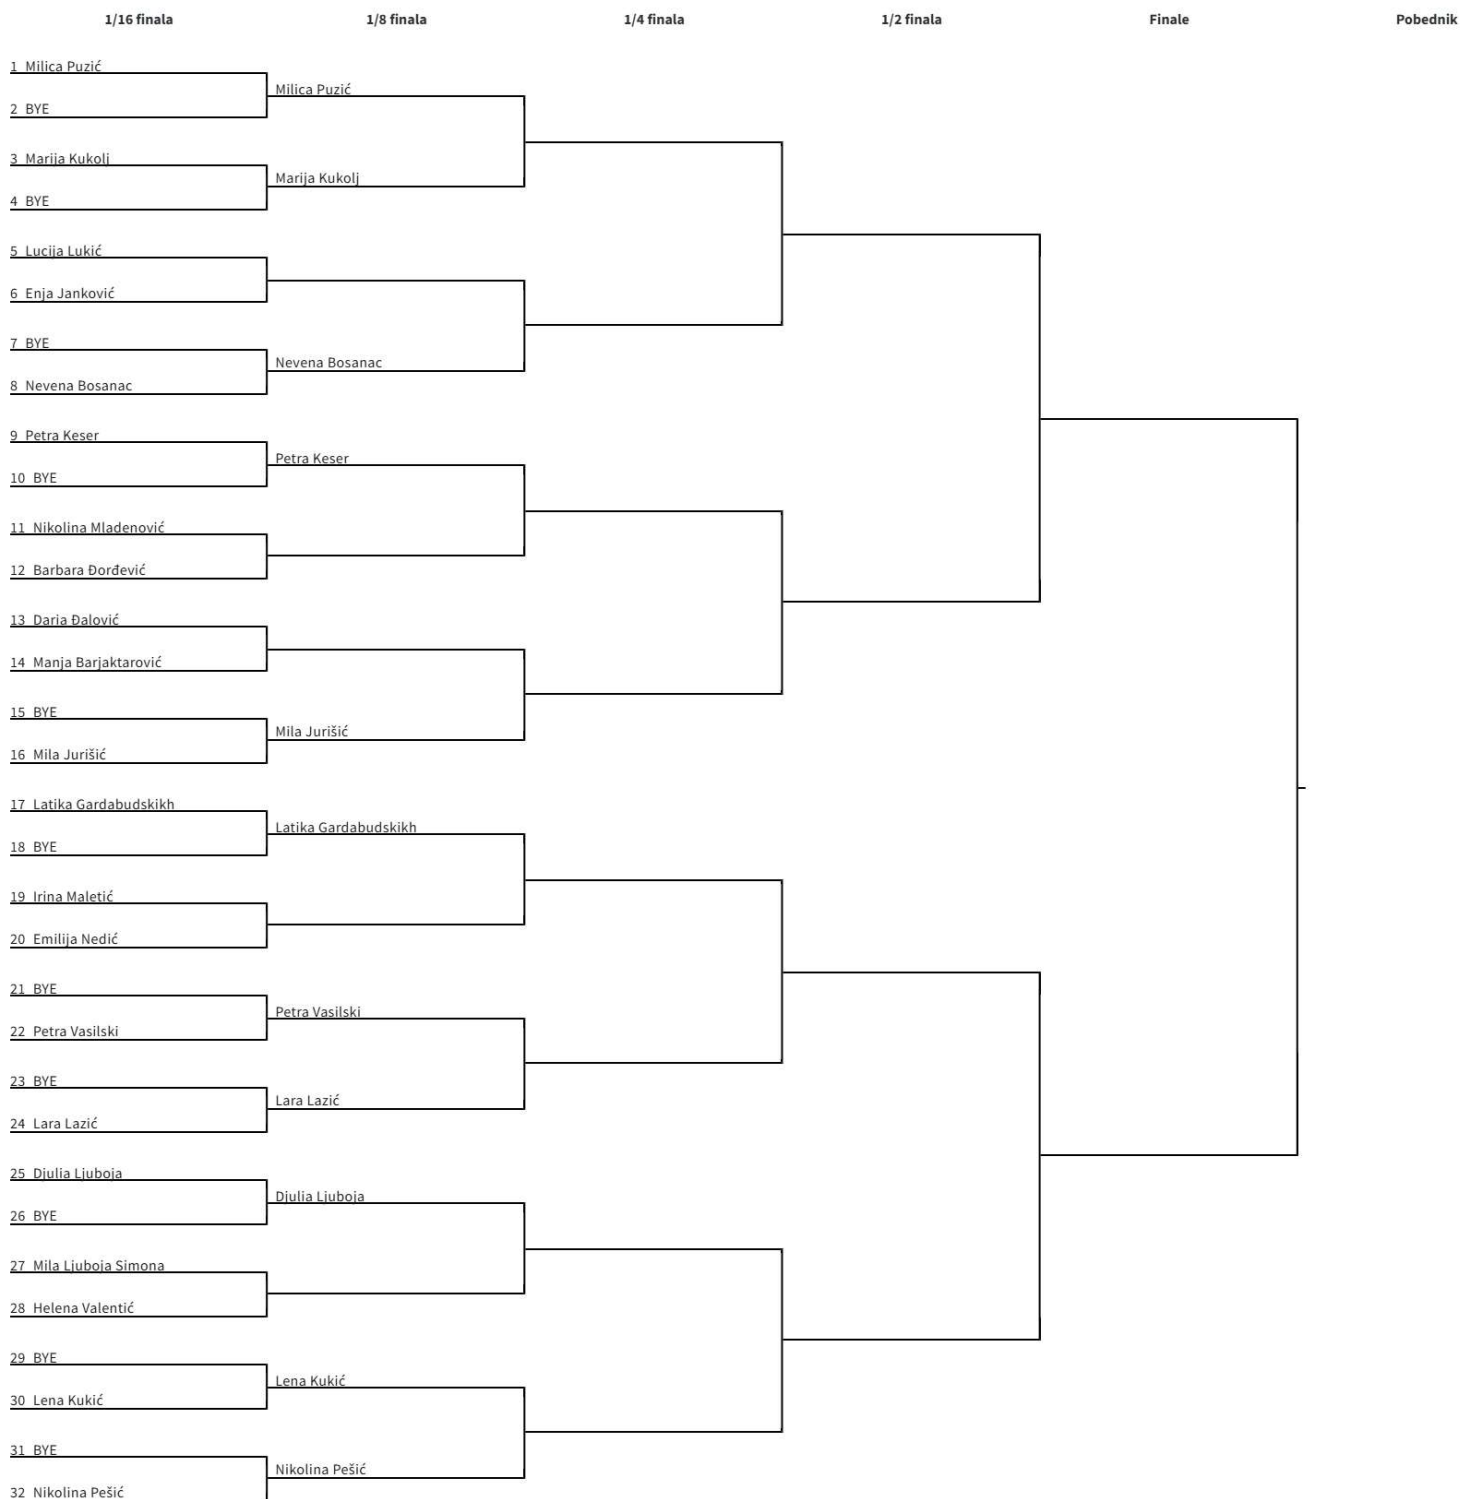 1/16 finala 1/8 finala 1/4 finala 1/2 finala Finale Pobednik
1 Milica Puzić
Milica Puzić
2 BYE
3 Marija Kukolj
Marija Kukolj
4 BYE
5 Lucija Lukić
6 Enja Janković
7 BYE
Nevena Bosanac
8 Nevena Bosanac
9 Petra Keser
Petra Keser
10 BYE
11 Nikolina Mladenović
12 Barbara Đorđević
13 Daria Đalović
14 Manja Barjaktarović
15 BYE
Mila Jurišić
16 Mila Jurišić
17 Latika Gardabudskikh
Latika Gardabudskikh
18 BYE
19 Irina Maletić
20 Emilija Nedić
21 BYE
Petra Vasilski
22 Petra Vasilski
23 BYE
Lara Lazić
24 Lara Lazić
25 Djulia Ljuboja
Djulia Ljuboja
26 BYE
27 Mila Ljuboja Simona
28 Helena Valentić
29 BYE
Lena Kukić
30 Lena Kukić
31 BYE
Nikolina Pešić
32 Nikolina Pešić